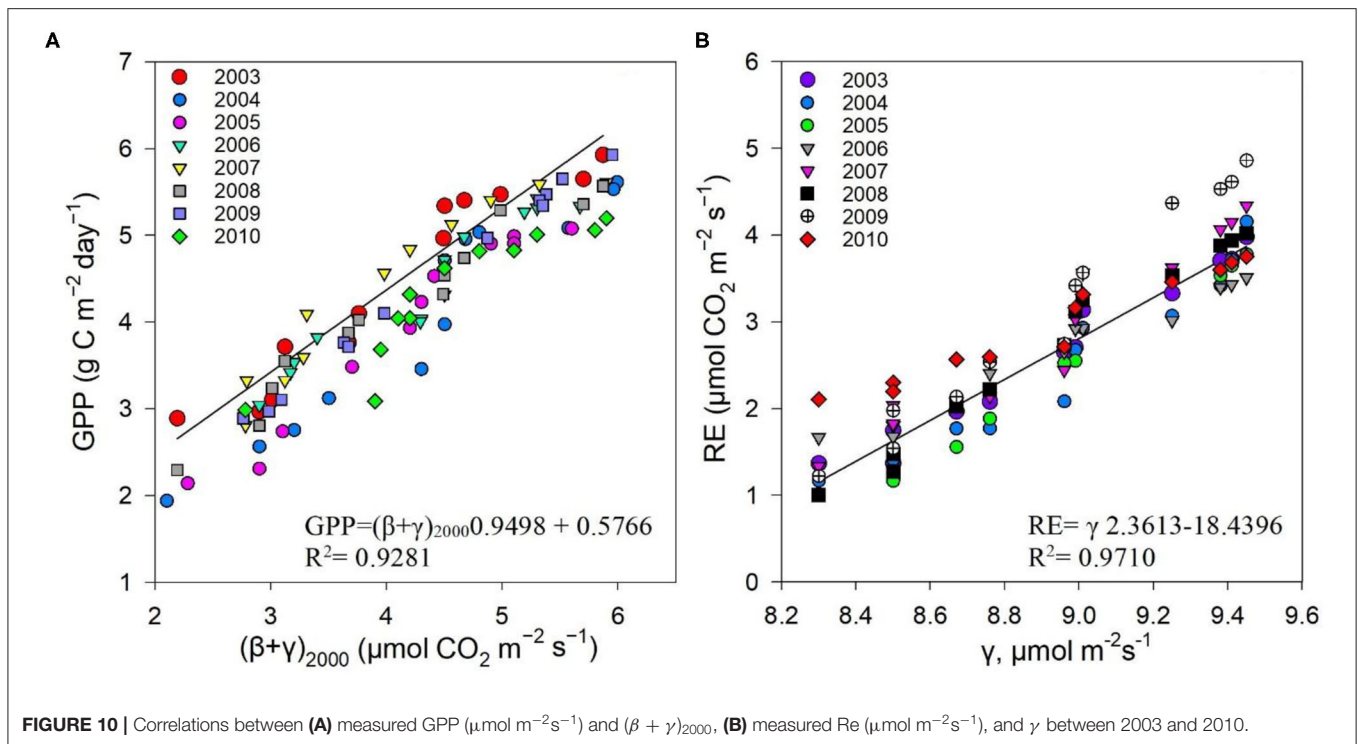 A
GPP (g C m⁻² day⁻¹)
7
6
5
4
3
2
1
2003
2004
2005
2006
2007
2008
2009
2010
GPP=(β+γ)₂₀₀₀0.9498 + 0.5766
R²= 0.9281
2 3 4 5 6
(β+γ)₂₀₀₀ (μmol CO₂ m⁻² s⁻¹)
B
RE (μmol CO₂ m⁻² s⁻¹)
6
5
4
3
2
1
0
2003
2004
2005
2006
2007
2008
2009
2010
RE= γ 2.3613-18.4396
R²= 0.9710
8.2 8.4 8.6 8.8 9.0 9.2 9.4 9.6
γ, μmol m⁻²s⁻¹
FIGURE 10 | Correlations between (A) measured GPP (μmol m⁻²s⁻¹) and (β + γ)₂₀₀₀, (B) measured Re (μmol m⁻²s⁻¹), and γ between 2003 and 2010.